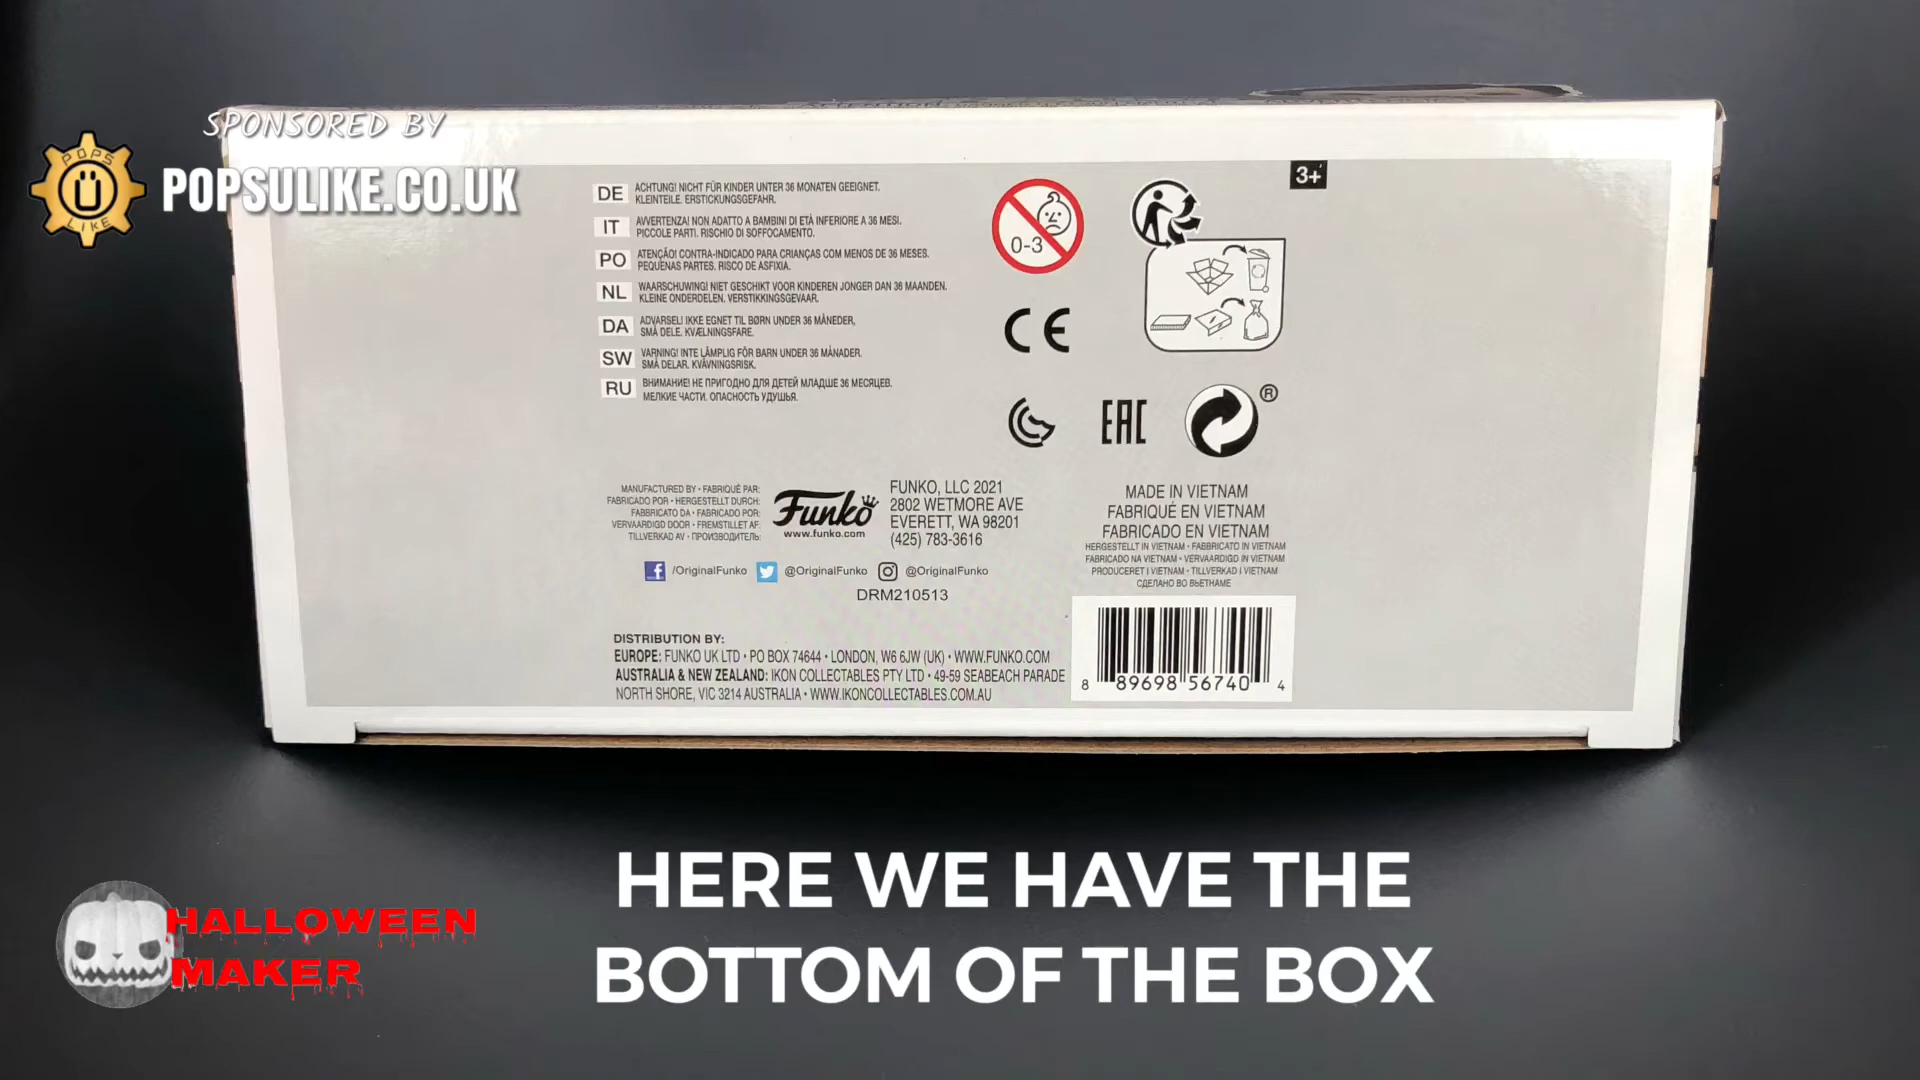 SPONSORED BY
POPS
Ü
LIKE
POPSULIKE.CO.UK
3+
DE ACHTUNG! NICHT FÜR KINDER UNTER 36 MONATEN GEEIGNET.
KLEINTEILE. ERSTICKUNGSGEFAHR.
IT AVVERTENZA! NON ADATTO A BAMBINI DI ETÀ INFERIORE A 36 MESI.
PICCOLE PARTI. RISCHIO DI SOFFOCAMENTO.
PO ATENÇÃO! CONTRA-INDICADO PARA CRIANÇAS COM MENOS DE 36 MESES.
PEQUENAS PARTES. RISCO DE ASFIXIA.
NL WAARSCHUWING! NIET GESCHIKT VOOR KINDEREN JONGER DAN 36 MAANDEN.
KLEINE ONDERDELEN. VERSTIKKINGSGEVAAR.
DA ADVARSEL! IKKE EGNET TIL BØRN UNDER 36 MÅNEDER,
SMÅ DELE. KVÆLNINGSFARE.
SW VARNING! INTE LÄMPLIG FÖR BARN UNDER 36 MÅNADER.
SMÅ DELAR. KVÄVNINGSRISK.
RU ВНИМАНИЕ! НЕ ПРИГОДНО ДЛЯ ДЕТЕЙ МЛАДШЕ 36 МЕСЯЦЕВ.
МЕЛКИЕ ЧАСТИ. ОПАСНОСТЬ УДУШЬЯ.
0-3
CE
EAC
®
MANUFACTURED BY • FABRIQUÉ PAR:
FABRICADO POR • HERGESTELLT DURCH:
FABBRICATO DA • FABRICADO POR:
VERVAARDIGD DOOR • FREMSTILLET AF:
TILLVERKAD AV • ПРОИЗВОДИТЕЛЬ:
Funko
www.funko.com
FUNKO, LLC 2021
2802 WETMORE AVE
EVERETT, WA 98201
(425) 783-3616
MADE IN VIETNAM
FABRIQUÉ EN VIETNAM
FABRICADO EN VIETNAM
HERGESTELLT IN VIETNAM • FABBRICATO IN VIETNAM
FABRICADO NA VIETNAM • VERVAARDIGD IN VIETNAM
PRODUCERET I VIETNAM • TILLVERKAD I VIETNAM
СДЕЛАНО ВО ВЬЕТНАМЕ
/OriginalFunko @OriginalFunko @OriginalFunko
DRM210513
DISTRIBUTION BY:
EUROPE: FUNKO UK LTD • PO BOX 74644 • LONDON, W6 6JW (UK) • WWW.FUNKO.COM
AUSTRALIA & NEW ZEALAND: IKON COLLECTABLES PTY LTD • 49-59 SEABEACH PARADE
NORTH SHORE, VIC 3214 AUSTRALIA • WWW.IKONCOLLECTABLES.COM.AU
8 89698 56740 4
HALLOWEEN
MAKER
HERE WE HAVE THE
BOTTOM OF THE BOX